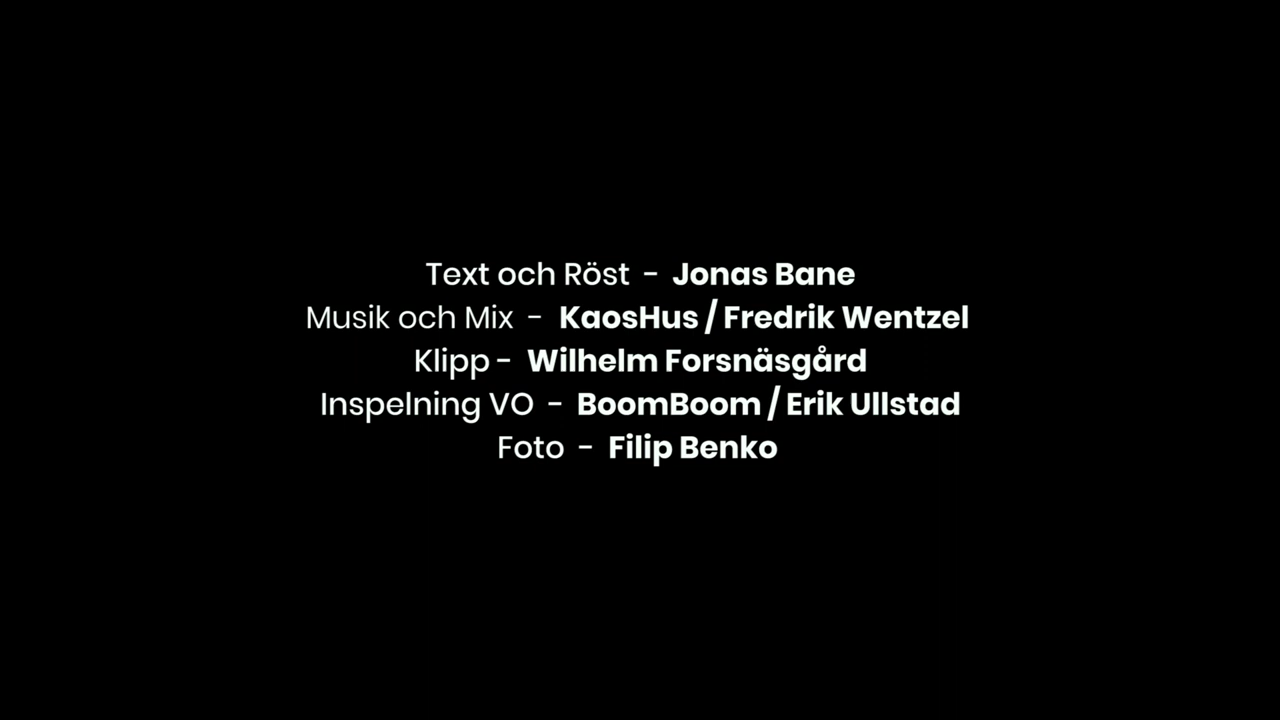 Text och Röst - Jonas Bane
Musik och Mix - KaosHus / Fredrik Wentzel
Klipp - Wilhelm Forsnäsgård
Inspelning VO - BoomBoom / Erik Ullstad
Foto - Filip Benko